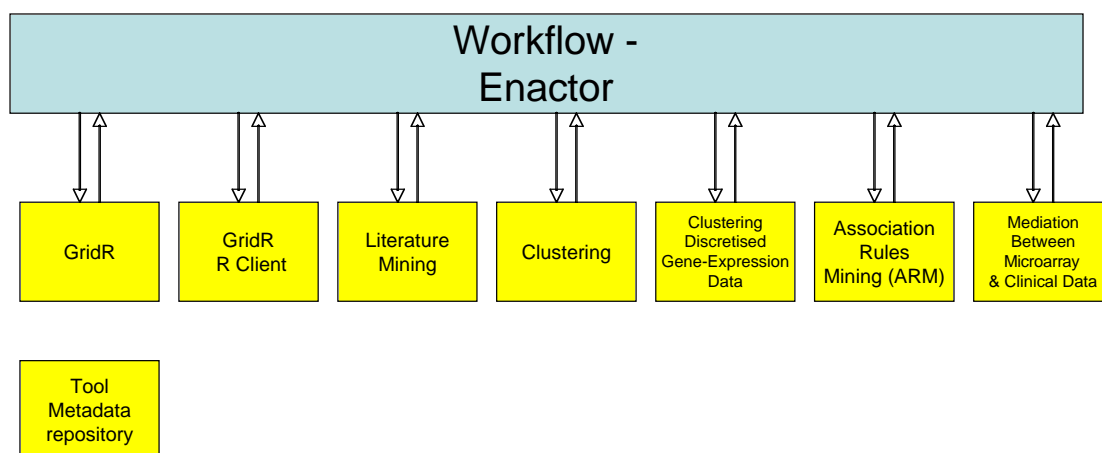 Workflow -
Enactor
GridR
GridR
R Client
Literature
Mining
Clustering
Clustering
Discretised
Gene-Expression
Data
Association
Rules
Mining (ARM)
Mediation
Between
Microarray
& Clinical Data
Tool
Metadata
repository